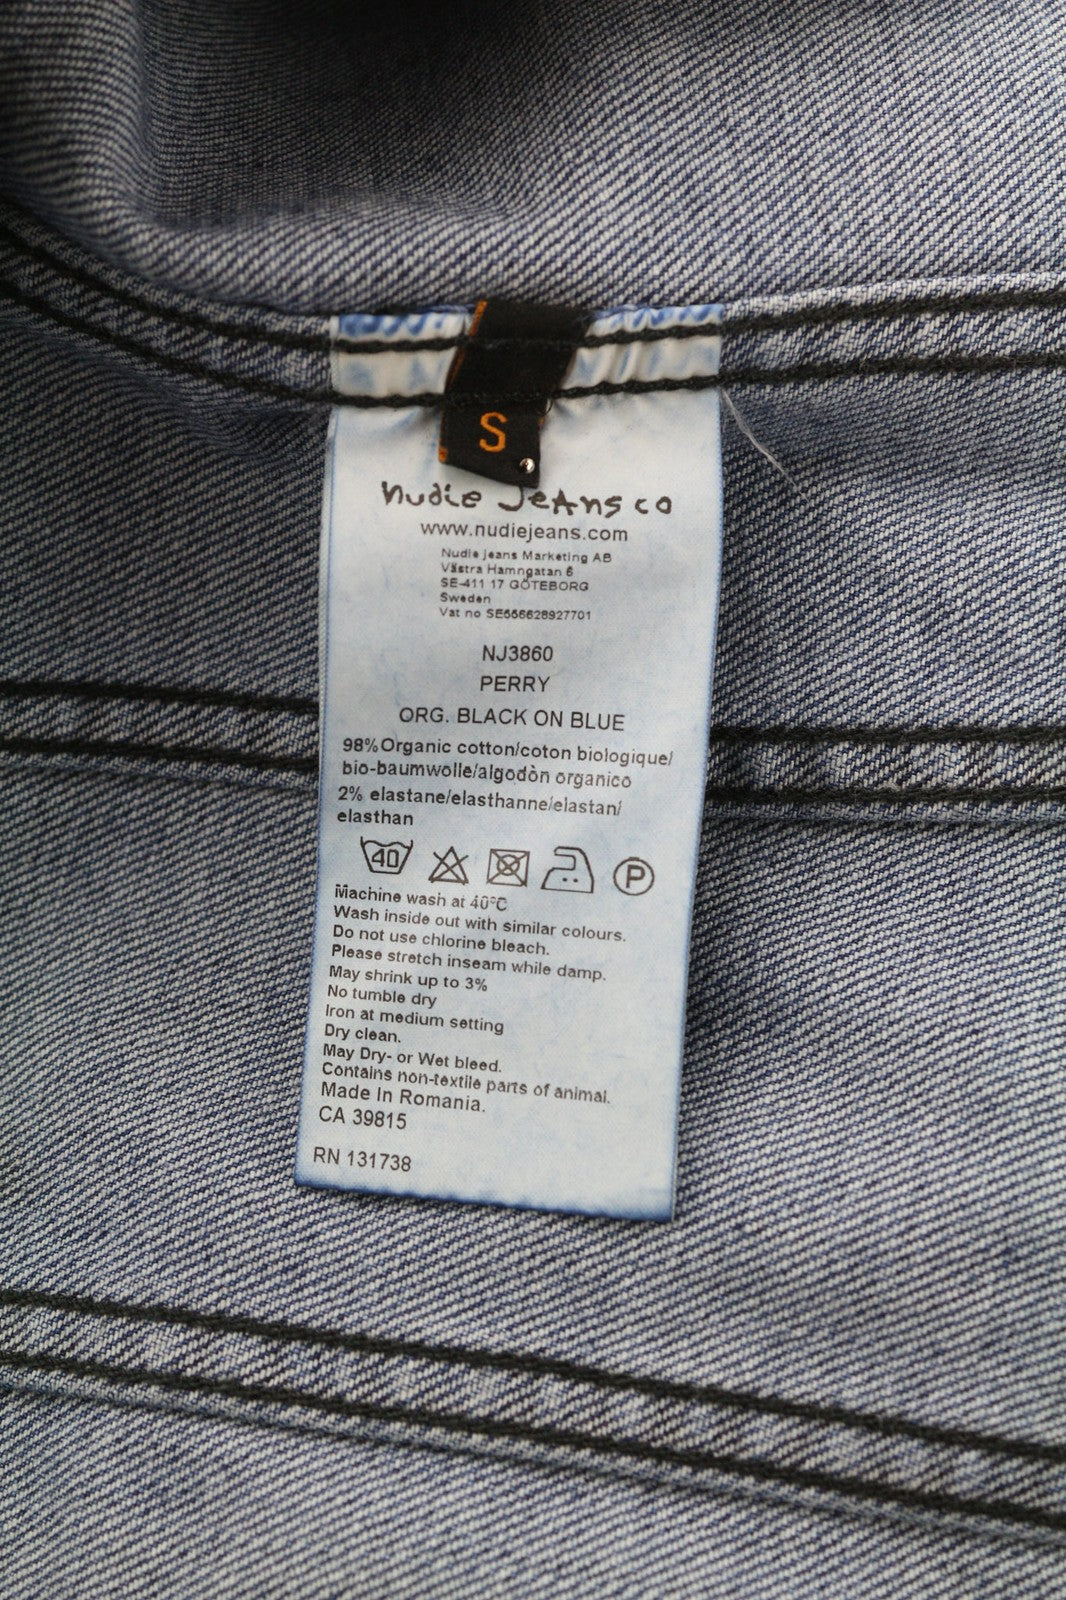 S
nudie jeans co
www.nudiejeans.com
Nudie Jeans Marketing AB
Västra Hamngatan 6
SE-411 17 GÖTEBORG
Sweden
Vat no SE556628927701
NJ3860
PERRY
ORG. BLACK ON BLUE
98%Organic cotton/coton biologique/
bio-baumwolle/algodòn organico
2% elastane/elasthanne/elastan/
elasthan
40 P
Machine wash at 40°C
Wash inside out with similar colours.
Do not use chlorine bleach.
Please stretch inseam while damp.
May shrink up to 3%
No tumble dry
Iron at medium setting
Dry clean.
May Dry- or Wet bleed.
Contains non-textile parts of animal.
Made In Romania.
CA 39815
RN 131738